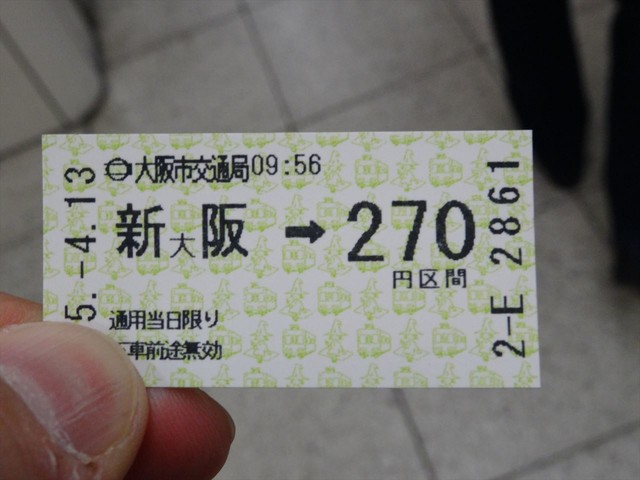 大阪市交通局09:56
新大阪 → 270
円区間
通用当日限り
車前途無効
5.-4.13
2-E 2861